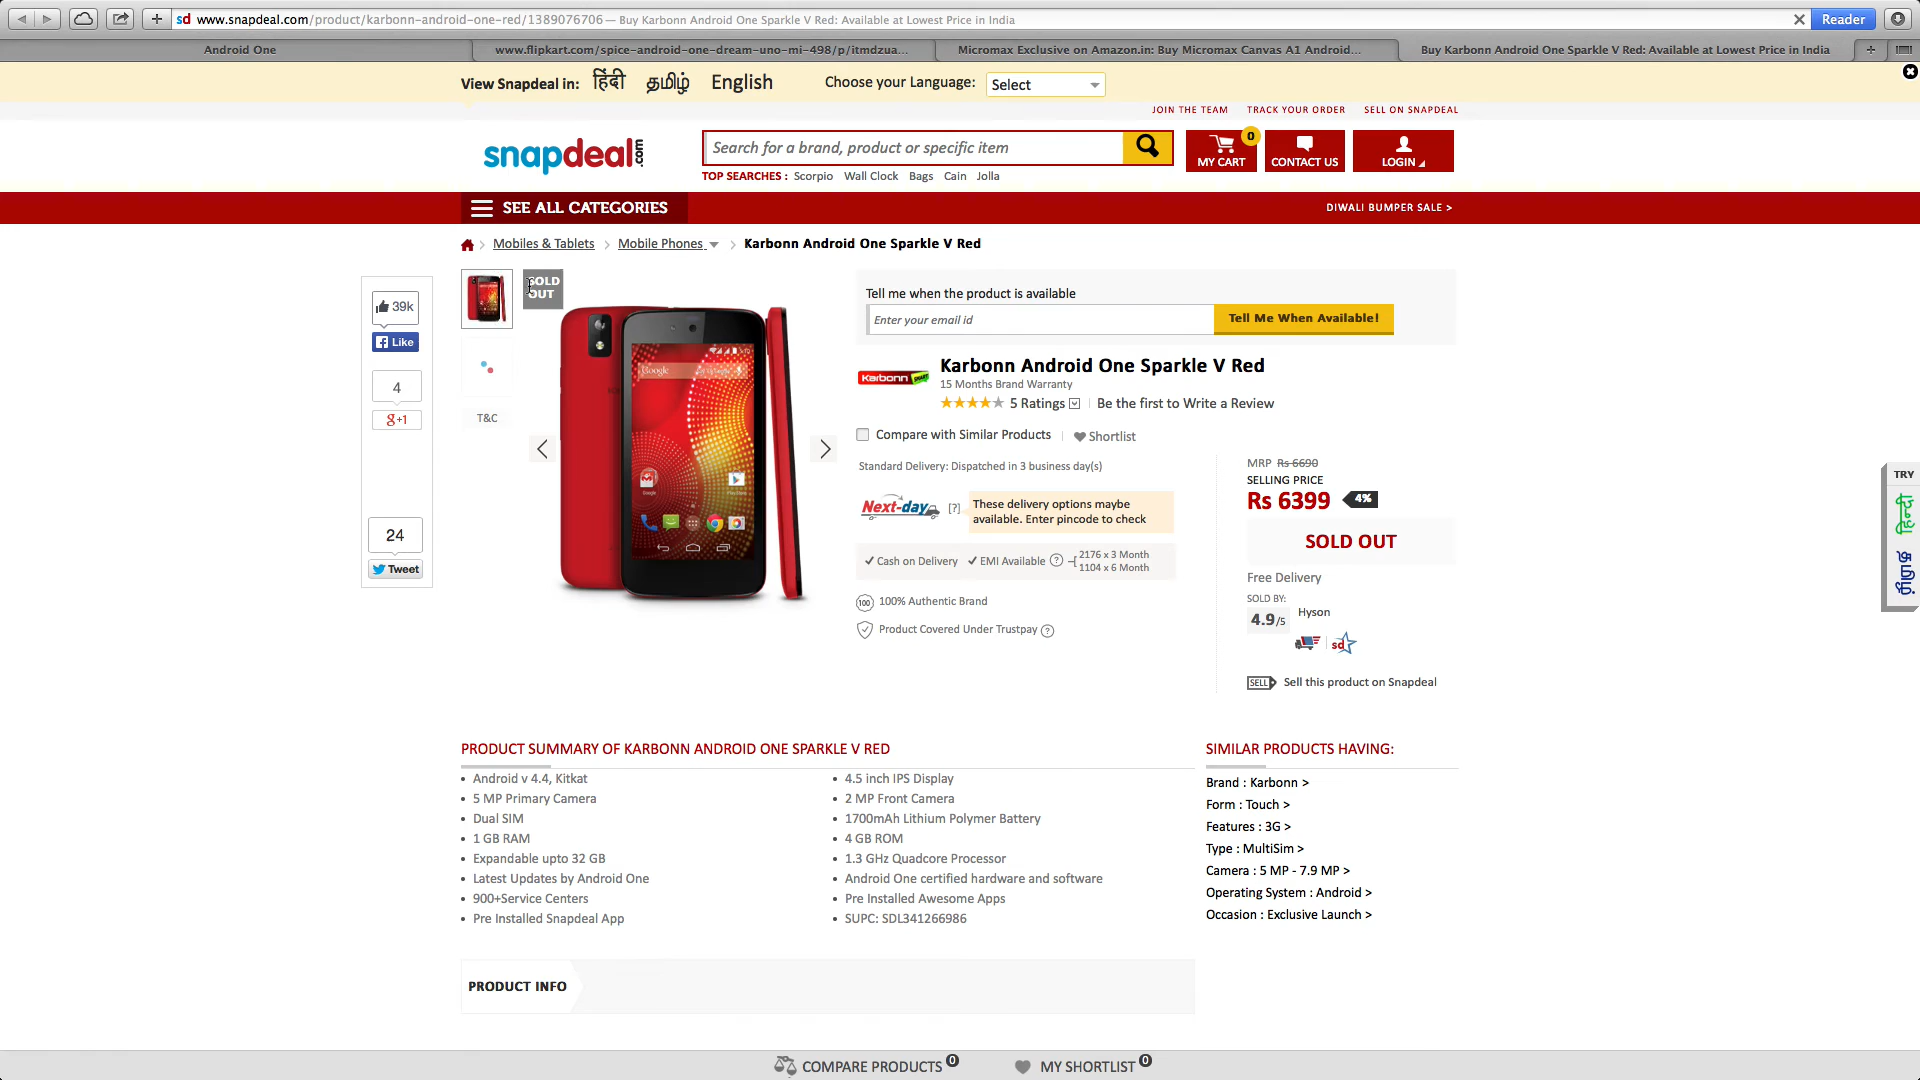 www.snapdeal.com/product/karbonn-android-one-red/1389076706 — Buy Karbonn Android One Sparkle V Red: Available at Lowest Price in India
Reader
Android One
www.flipkart.com/spice-android-one-dream-uno-mi-498/p/itmdzua...
Micromax Exclusive on Amazon.in: Buy Micromax Canvas A1 Android...
Buy Karbonn Android One Sparkle V Red: Available at Lowest Price in India
View Snapdeal in: हिंदी தமிழ் English
Choose your Language: Select
JOIN THE TEAM TRACK YOUR ORDER SELL ON SNAPDEAL
snapdeal.com
Search for a brand, product or specific item
0
MY CART
CONTACT US
LOGIN
TOP SEARCHES : Scorpio Wall Clock Bags Cain Jolla
SEE ALL CATEGORIES
DIWALI BUMPER SALE >
Mobiles & Tablets > Mobile Phones > Karbonn Android One Sparkle V Red
39k
Like
4
g+1
24
Tweet
T&C
SOLD
OUT
Google
Tell me when the product is available
Enter your email id
Tell Me When Available!
Karbonn SMART
Karbonn Android One Sparkle V Red
15 Months Brand Warranty
5 Ratings Be the first to Write a Review
Compare with Similar Products Shortlist
Standard Delivery: Dispatched in 3 business day(s)
Next-day [?]
These delivery options maybe
available. Enter pincode to check
Cash on Delivery EMI Available ?
2176 x 3 Month
1104 x 6 Month
100 100% Authentic Brand
Product Covered Under Trustpay ?
MRP Rs 6690
SELLING PRICE
Rs 6399 4%
SOLD OUT
Free Delivery
SOLD BY:
4.9/5 Hyson
sd
SELL Sell this product on Snapdeal
TRY
हिन्दी
தமிழ்
PRODUCT SUMMARY OF KARBONN ANDROID ONE SPARKLE V RED
• Android v 4.4, Kitkat
• 5 MP Primary Camera
• Dual SIM
• 1 GB RAM
• Expandable upto 32 GB
• Latest Updates by Android One
• 900+Service Centers
• Pre Installed Snapdeal App
• 4.5 inch IPS Display
• 2 MP Front Camera
• 1700mAh Lithium Polymer Battery
• 4 GB ROM
• 1.3 GHz Quadcore Processor
• Android One certified hardware and software
• Pre Installed Awesome Apps
• SUPC: SDL341266986
SIMILAR PRODUCTS HAVING:
Brand : Karbonn >
Form : Touch >
Features : 3G >
Type : MultiSim >
Camera : 5 MP - 7.9 MP >
Operating System : Android >
Occasion : Exclusive Launch >
PRODUCT INFO
COMPARE PRODUCTS 0
MY SHORTLIST 0